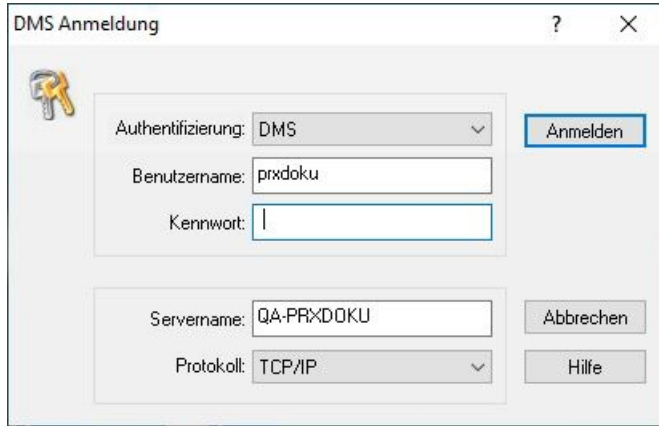 DMS Anmeldung
Authentifizierung: DMS
Anmelden
Benutzername: prxdoku
Kennwort:
Servername: QA-PRXDOKU
Abbrechen
Protokoll: TCP/IP
Hilfe